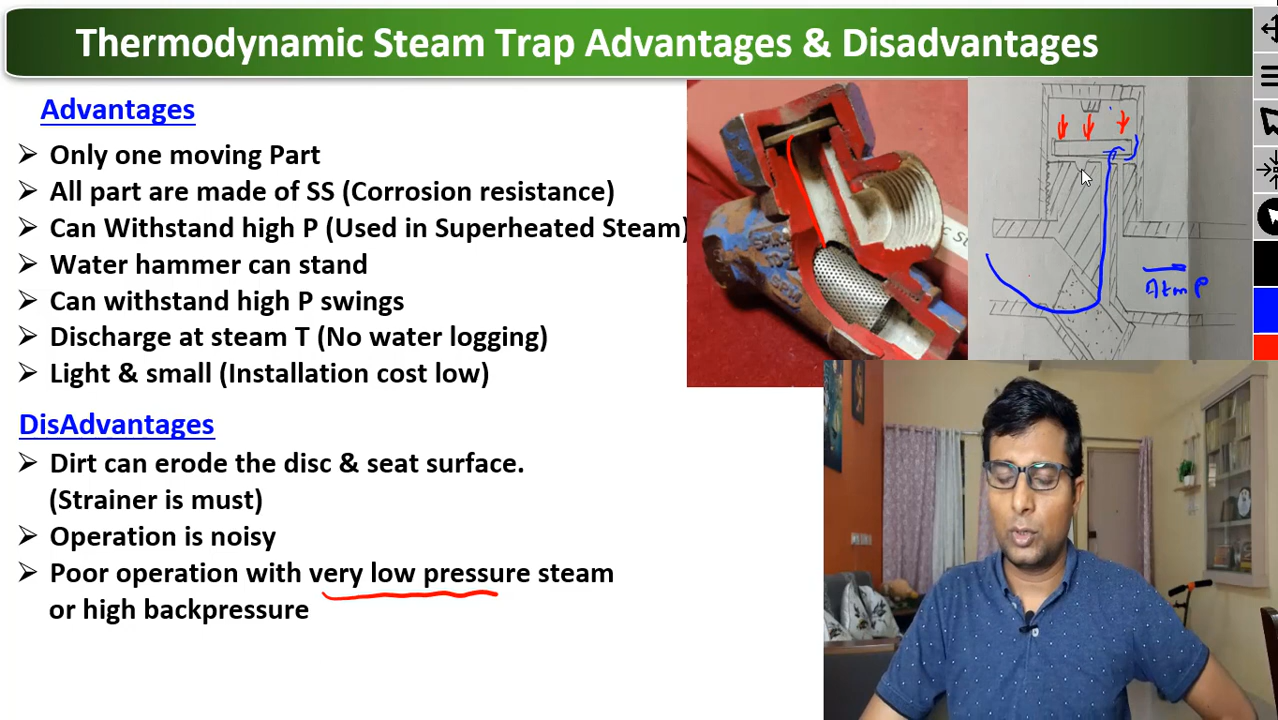 Thermodynamic Steam Trap Advantages & Disadvantages
Advantages
Only one moving Part
All part are made of SS (Corrosion resistance)
Can Withstand high P (Used in Superheated Steam)
Water hammer can stand
Can withstand high P swings
Discharge at steam T (No water logging)
Light & small (Installation cost low)
DisAdvantages
Dirt can erode the disc & seat surface.
(Strainer is must)
Operation is noisy
Poor operation with very low pressure steam
or high backpressure
Atm P